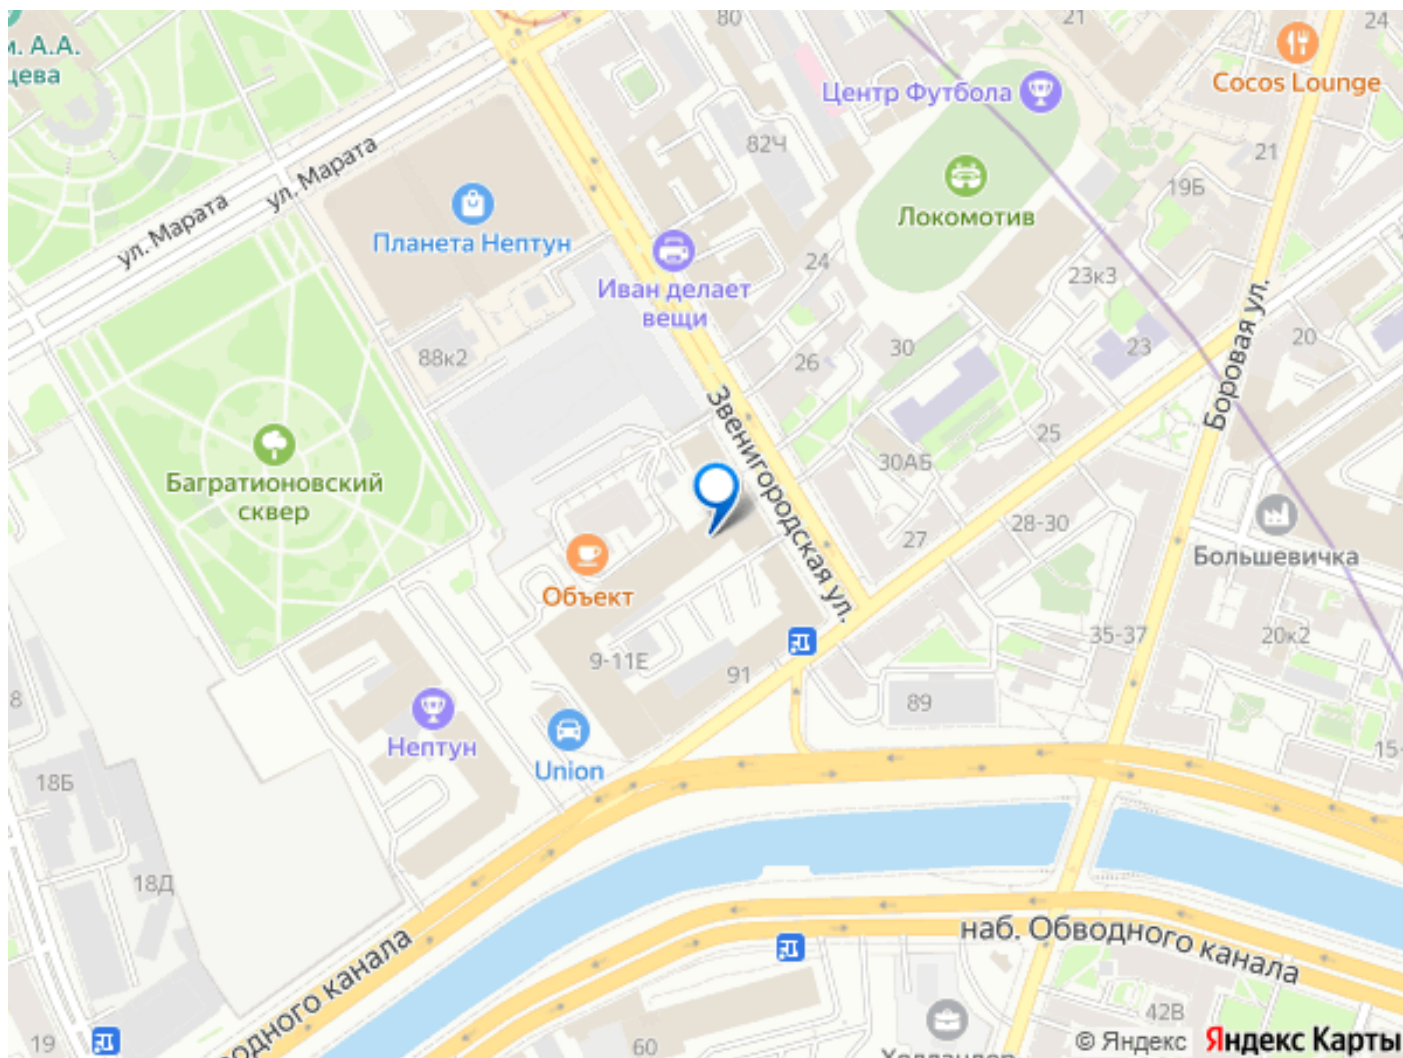 80
21
24
м. А.А.
цева
Cocos Lounge
Центр Футбола
82Ч
21
ул. Марата
ул. Марата
19Б
Локомотив
Планета Нептун
24
23к3
Иван делает
вещи
88к2
26
30
23
20
Боровая ул.
Звенигородская ул.
25
30АБ
Багратионовский
сквер
28-30
27
Большевичка
Объект
35-37
20к2
9-11Е
91
89
8
Нептун
Union
15-
18Б
18Д
наб. Обводного канала
водного канала
42В
19
60
© Яндекс Яндекс Карты